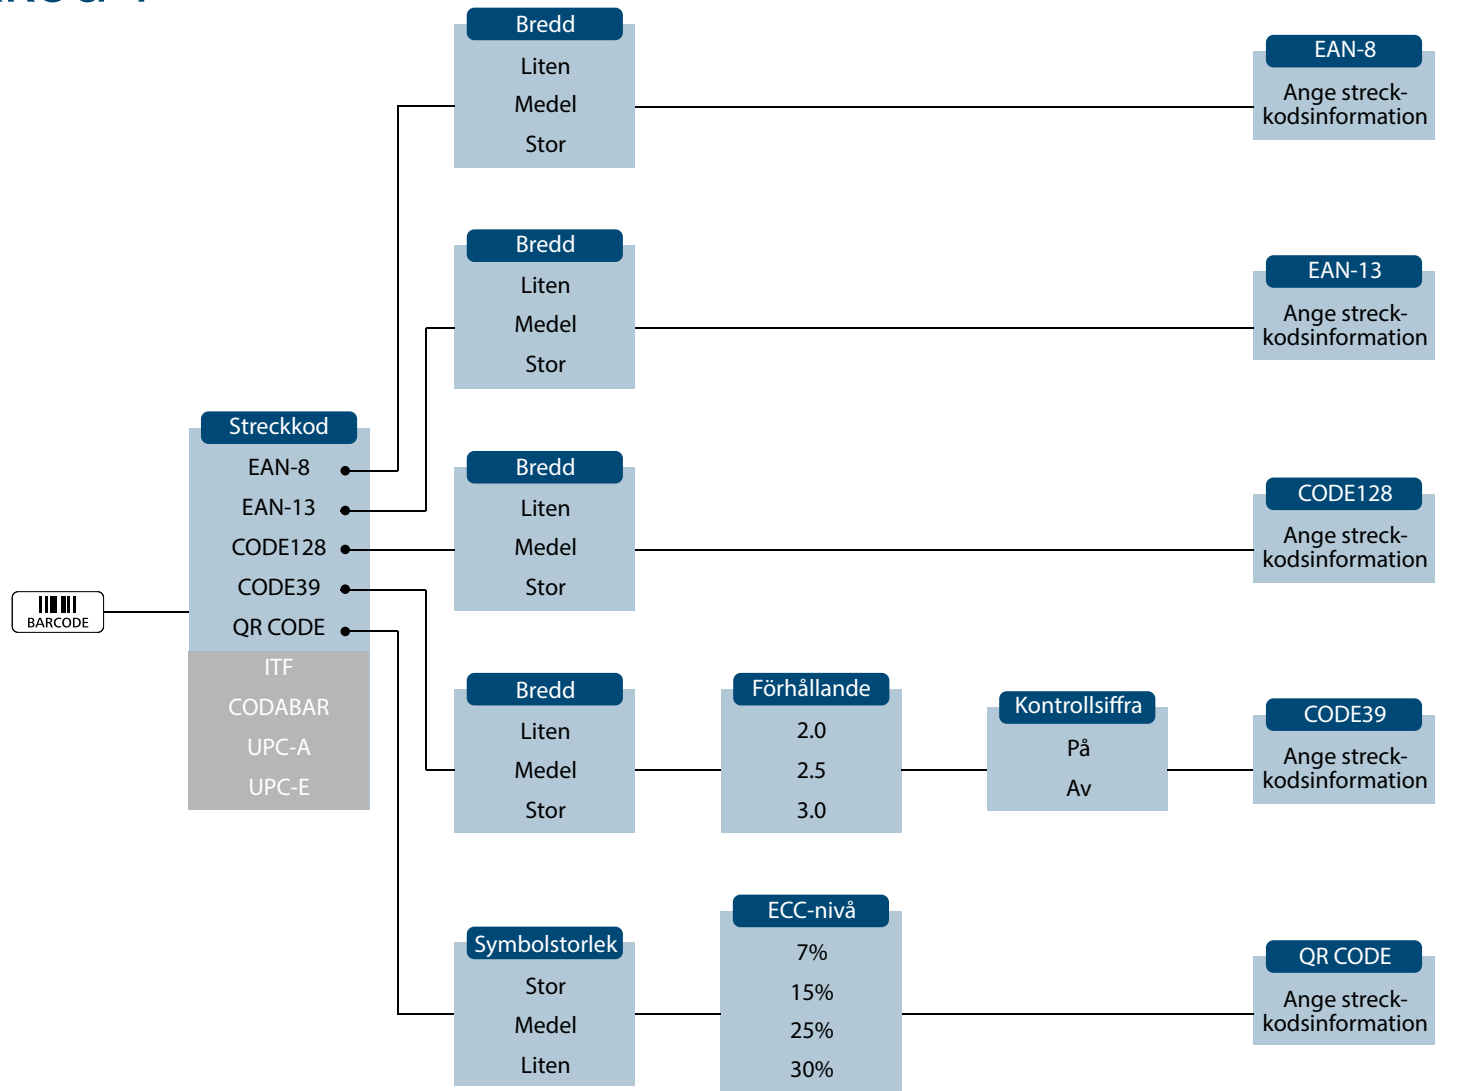 Bredd
Liten
Medel
Stor
EAN-8
Ange streck-
kodsinformation
Bredd
Liten
Medel
Stor
EAN-13
Ange streck-
kodsinformation
Streckkod
EAN-8
EAN-13
CODE128
CODE39
QR CODE
ITF
CODABAR
UPC-A
UPC-E
BARCODE
Bredd
Liten
Medel
Stor
CODE128
Ange streck-
kodsinformation
Bredd
Liten
Medel
Stor
Förhållande
2.0
2.5
3.0
Kontrollsiffra
På
Av
CODE39
Ange streck-
kodsinformation
Symbolstorlek
Stor
Medel
Liten
ECC-nivå
7%
15%
25%
30%
QR CODE
Ange streck-
kodsinformation